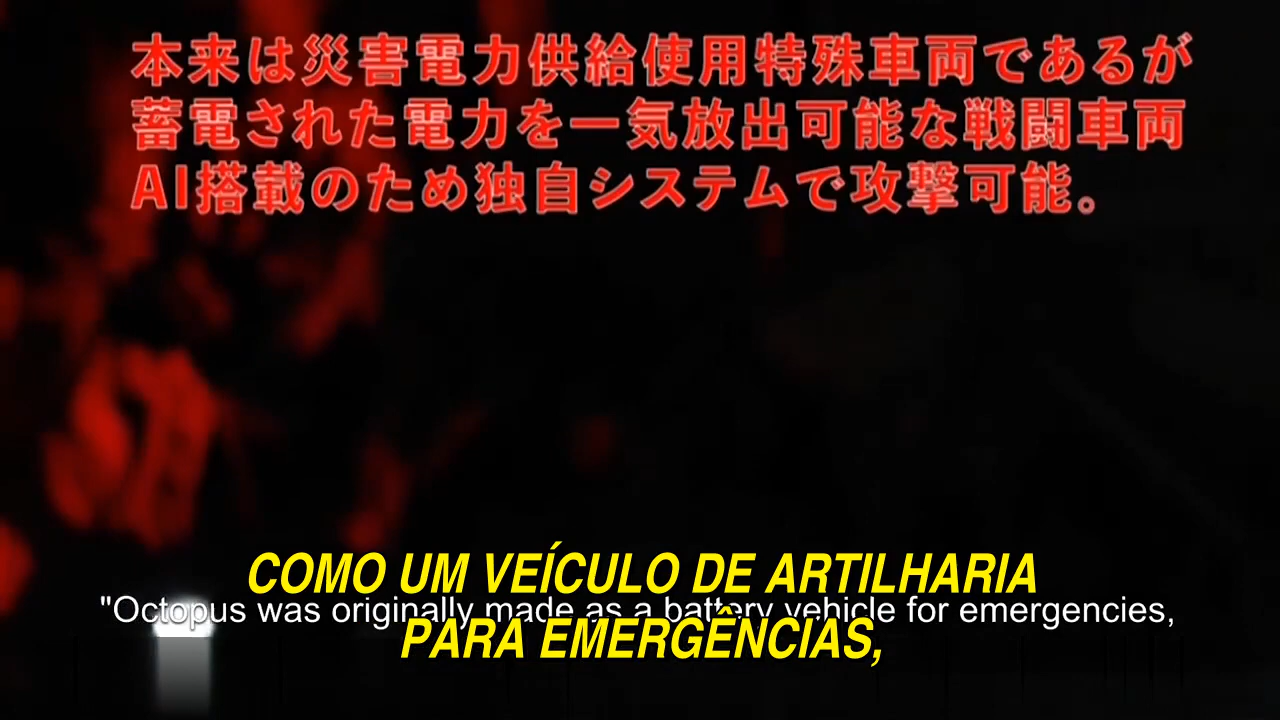 本来は災害電力供給使用特殊車両であるが
蓄電された電力を一気放出可能な戦闘車両
AI搭載のため独自システムで攻撃可能。
COMO UM VEÍCULO DE ARTILHARIA
"Octopus was originally made as a battery vehicle for emergencies,
PARA EMERGÊNCIAS,